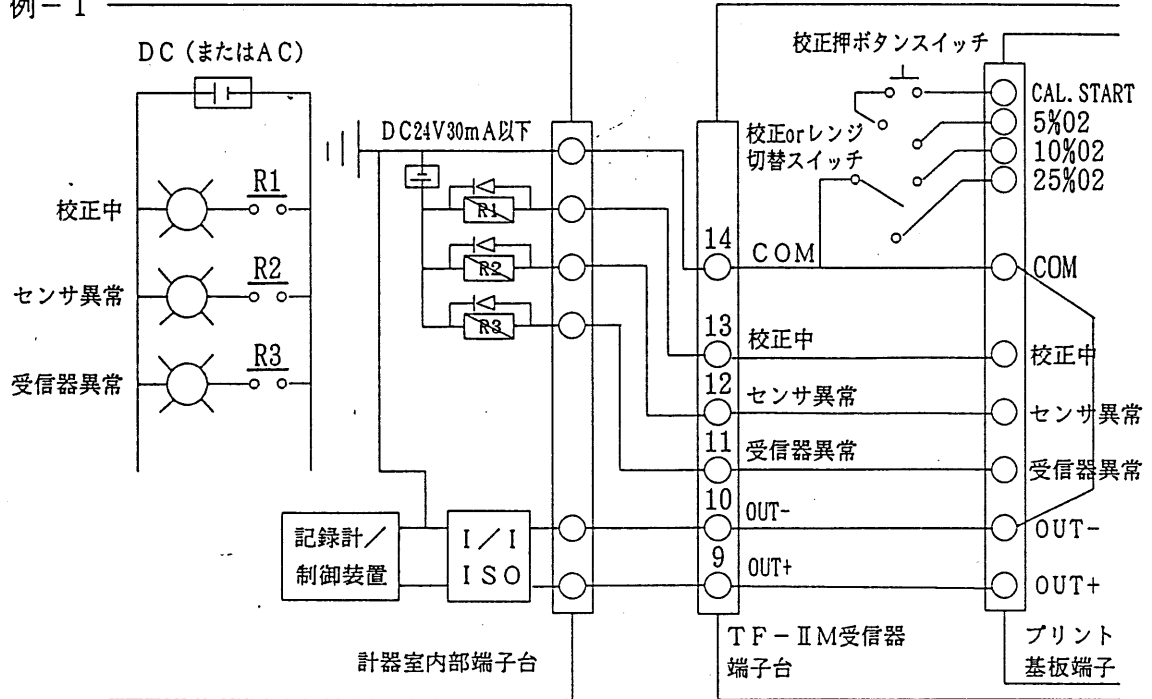 例-1
DC（またはAC）
校正押ボタンスイッチ
CAL.START
5%O2
10%O2
25%O2
DC24V30mA以下
校正orレンジ
切替スイッチ
R1
校正中
R1
14
COM
COM
R2
センサ異常
R2
R3
13
校正中
校正中
R3
受信器異常
12
センサ異常
センサ異常
11
受信器異常
受信器異常
10
OUT-
OUT-
記録計／
制御装置
I／I
ISO
9
OUT+
OUT+
計器室内部端子台
TF-ⅡM受信器
端子台
プリント
基板端子